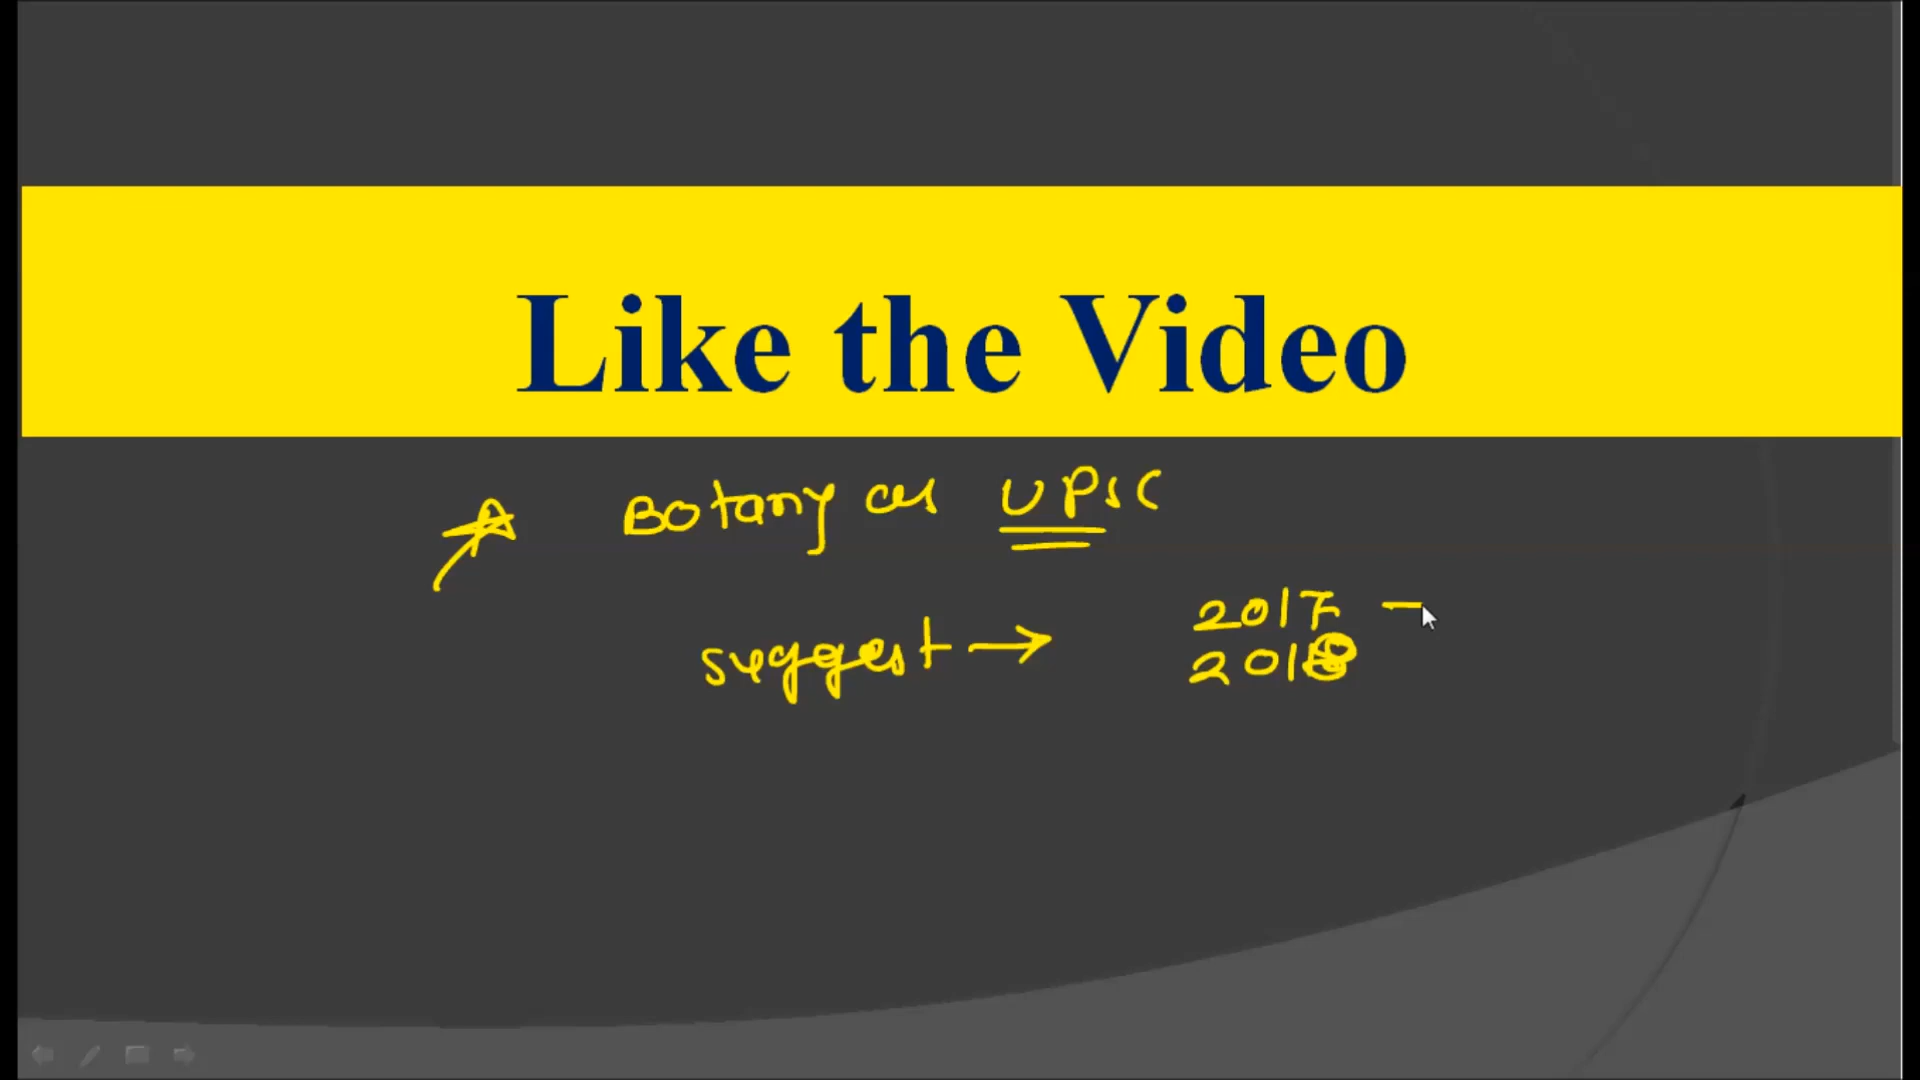 Like the Video
Botany as UPSC
suggest → 2017 -
2018